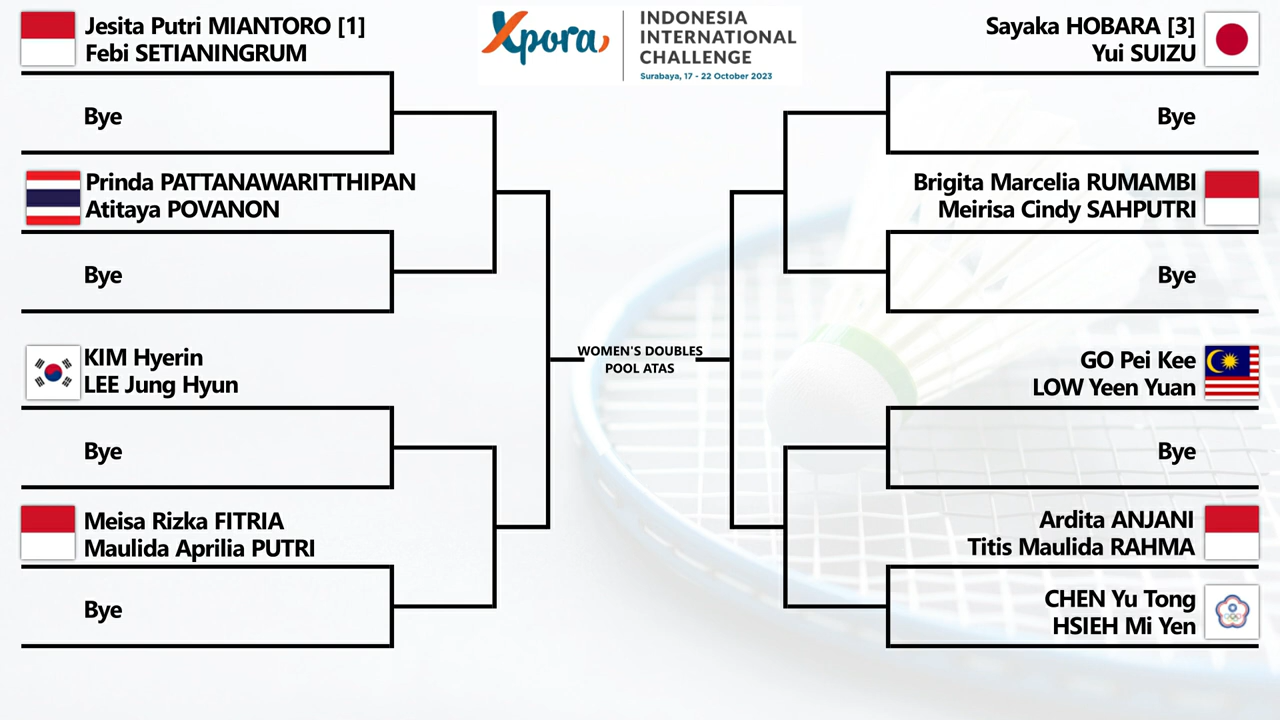 Xpora
INDONESIA
INTERNATIONAL
CHALLENGE
Surabaya, 17 - 22 October 2023
Jesita Putri MIANTORO [1]
Febi SETIANINGRUM
Bye
Prinda PATTANAWARITTHIPAN
Atitaya POVANON
Bye
KIM Hyerin
LEE Jung Hyun
Bye
Meisa Rizka FITRIA
Maulida Aprilia PUTRI
Bye
WOMEN'S DOUBLES
POOL ATAS
Sayaka HOBARA [3]
Yui SUIZU
Bye
Brigita Marcelia RUMAMBI
Meirisa Cindy SAHPUTRI
Bye
GO Pei Kee
LOW Yeen Yuan
Bye
Ardita ANJANI
Titis Maulida RAHMA
CHEN Yu Tong
HSIEH Mi Yen